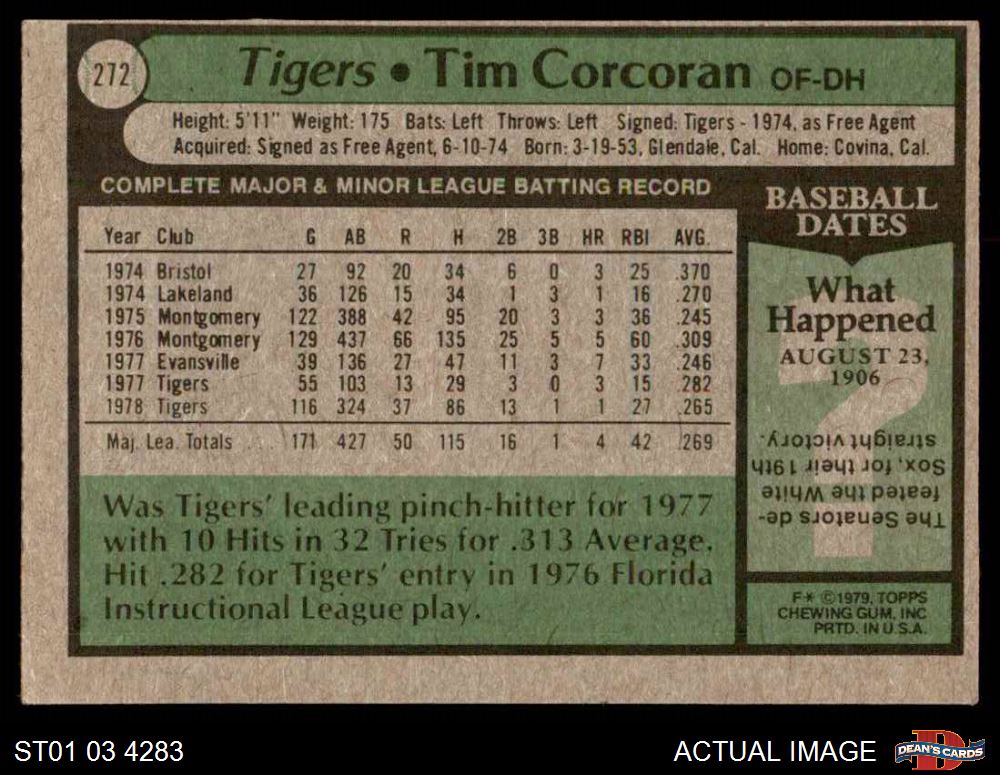 272
Tigers • Tim Corcoran OF-DH
Height: 5'11" Weight: 175 Bats: Left Throws: Left Signed: Tigers - 1974, as Free Agent
Acquired: Signed as Free Agent, 6-10-74 Born: 3-19-53, Glendale, Cal. Home: Covina, Cal.
COMPLETE MAJOR & MINOR LEAGUE BATTING RECORD
Year Club G AB R H 2B 3B HR RBI AVG.
1974 Bristol 27 92 20 34 6 0 3 25 .370
1974 Lakeland 36 126 15 34 1 3 1 16 .270
1975 Montgomery 122 388 42 95 20 3 3 36 .245
1976 Montgomery 129 437 66 135 25 5 5 60 .309
1977 Evansville 39 136 27 47 11 3 7 33 .246
1977 Tigers 55 103 13 29 3 0 3 15 .282
1978 Tigers 116 324 37 86 13 1 1 27 .265
Maj. Lea. Totals ... 171 427 50 115 16 1 4 42 .269
Was Tigers' leading pinch-hitter for 1977
with 10 Hits in 32 Tries for .313 Average.
Hit .282 for Tigers' entry in 1976 Florida
Instructional League play.
BASEBALL
DATES
What
Happened
AUGUST 23,
1906
?
The Senators de-
feated the White
Sox, for their 19th
straight victory.
F* ©1979, TOPPS
CHEWING GUM, INC
PRTD. IN U.S.A.
ST01 03 4283
ACTUAL IMAGE
D
DEAN'S CARDS